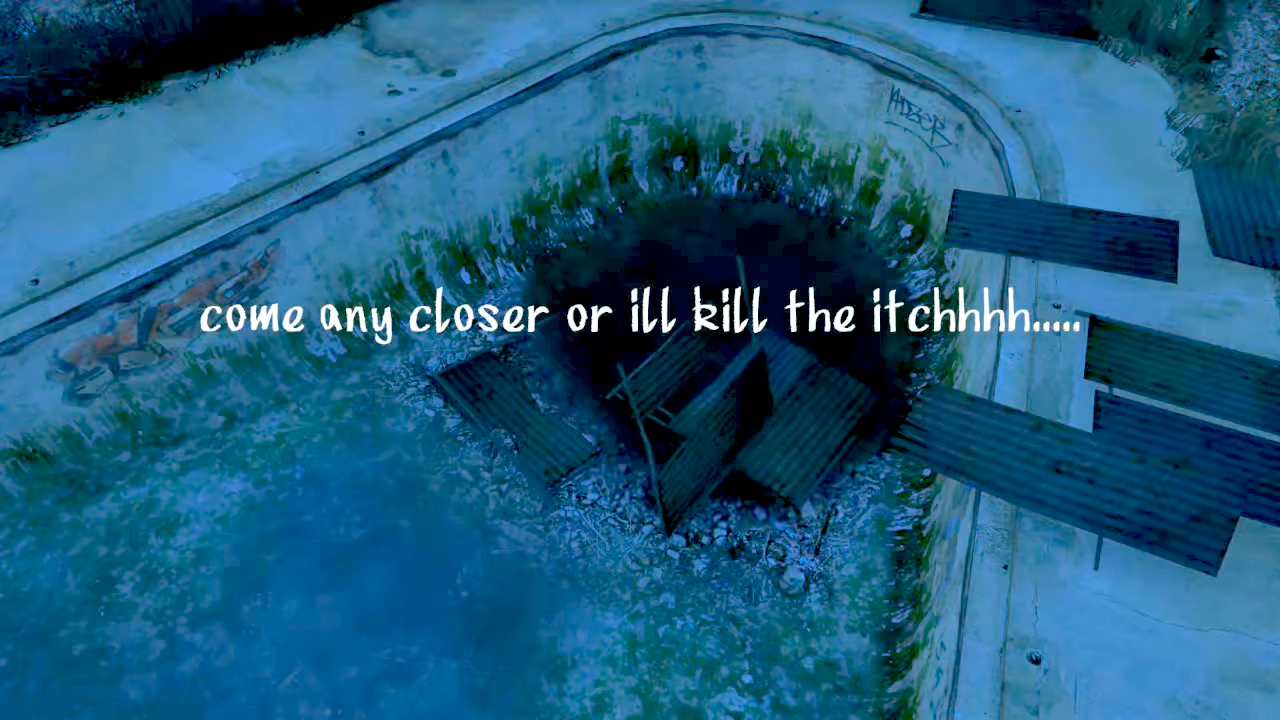 come any closer or ill kill the itchhhh.....